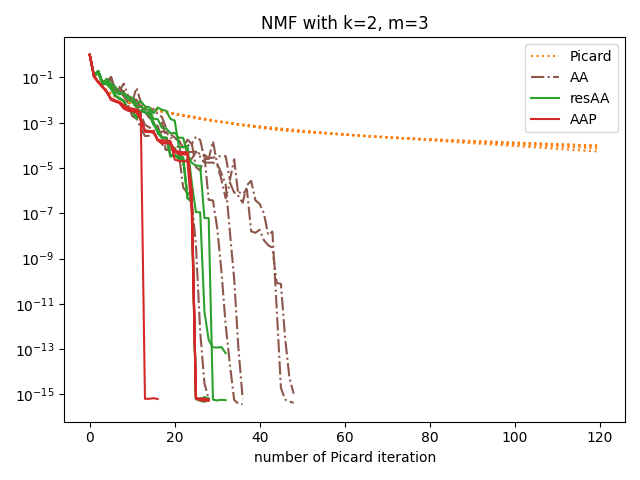 NMF with k=2, m=3
Picard
AA
resAA
AAP
10⁻¹
10⁻³
10⁻⁵
10⁻⁷
10⁻⁹
10⁻¹¹
10⁻¹³
10⁻¹⁵
0 20 40 60 80 100 120
number of Picard iteration